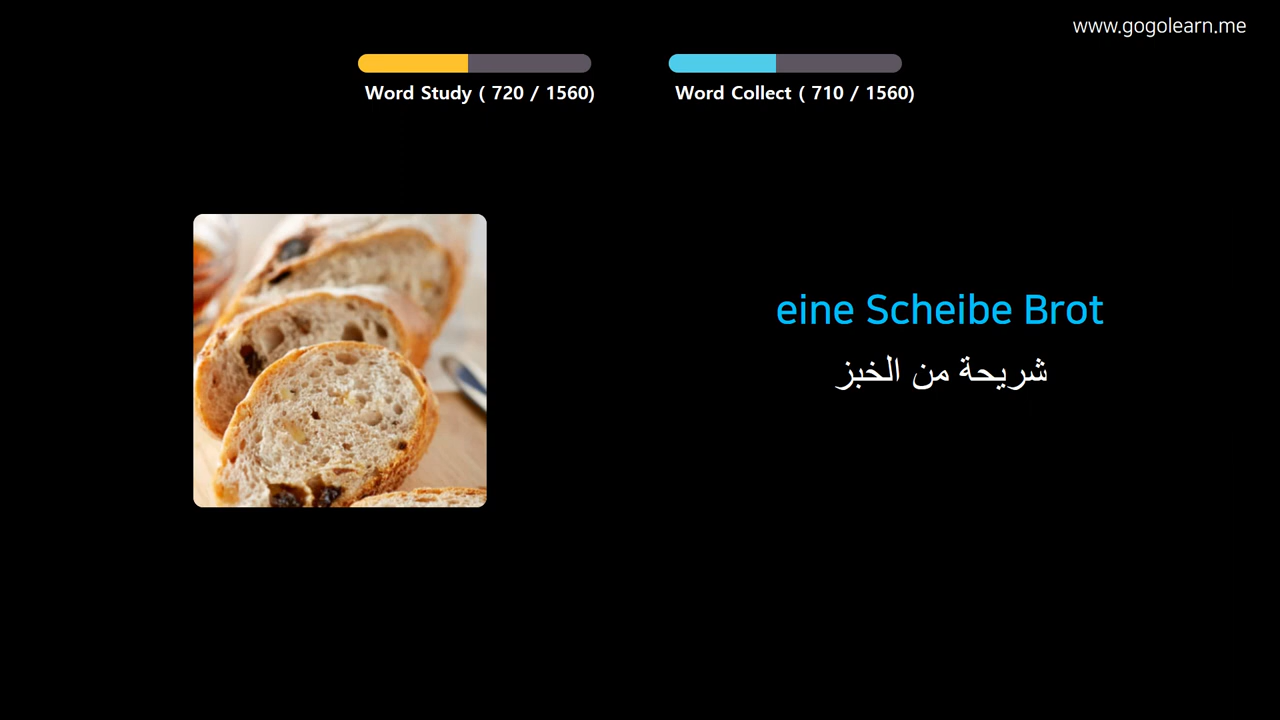 www.gogolearn.me
Word Study ( 720 / 1560)
Word Collect ( 710 / 1560)
eine Scheibe Brot
شريحة من الخبز